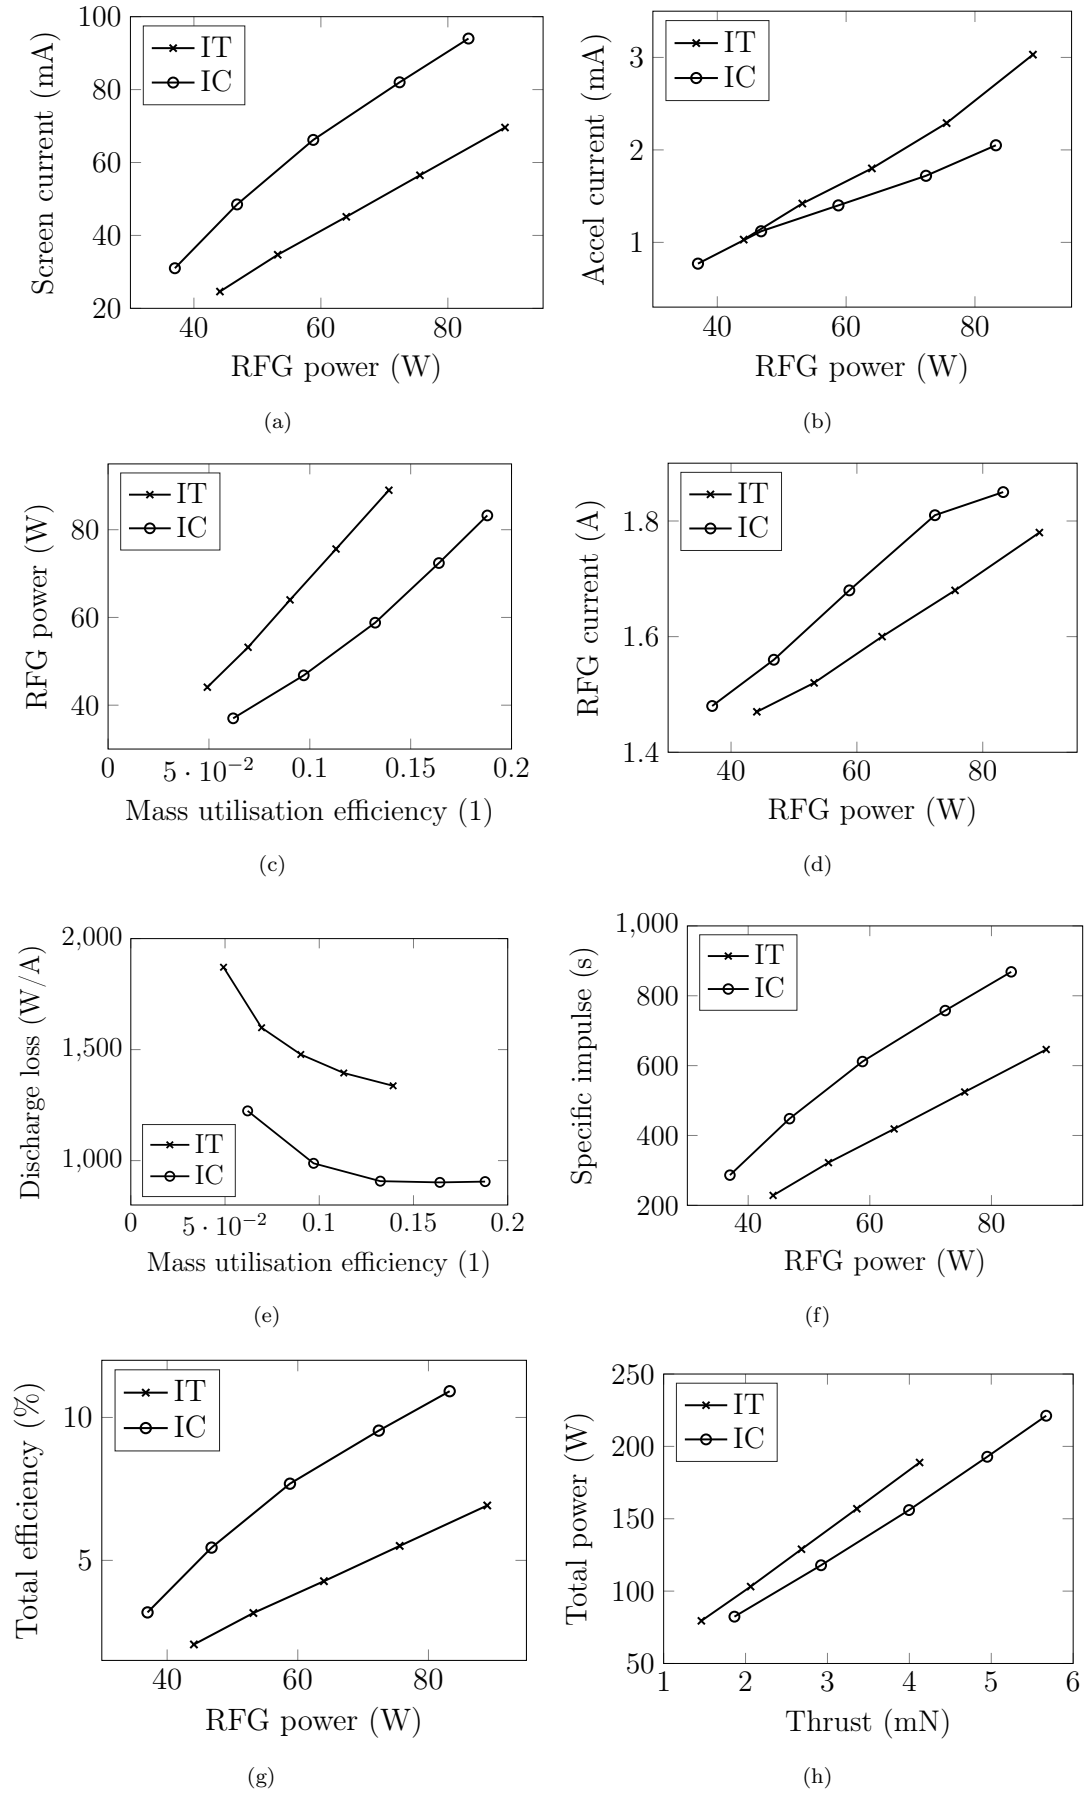 100
80
60
40
20
40 60 80
Screen current (mA)
RFG power (W)
IT
IC
(a)
3
2
1
40 60 80
Accel current (mA)
RFG power (W)
IT
IC
(b)
80
60
40
0 5 · 10−2 0.1 0.15 0.2
RFG power (W)
Mass utilisation efficiency (1)
IT
IC
(c)
1.8
1.6
1.4
40 60 80
RFG current (A)
RFG power (W)
IT
IC
(d)
2,000
1,500
1,000
0 5 · 10−2 0.1 0.15 0.2
Discharge loss (W/A)
Mass utilisation efficiency (1)
IT
IC
(e)
1,000
800
600
400
200
40 60 80
Specific impulse (s)
RFG power (W)
IT
IC
(f)
10
5
40 60 80
Total efficiency (%)
RFG power (W)
IT
IC
(g)
250
200
150
100
50
1 2 3 4 5 6
Total power (W)
Thrust (mN)
IT
IC
(h)